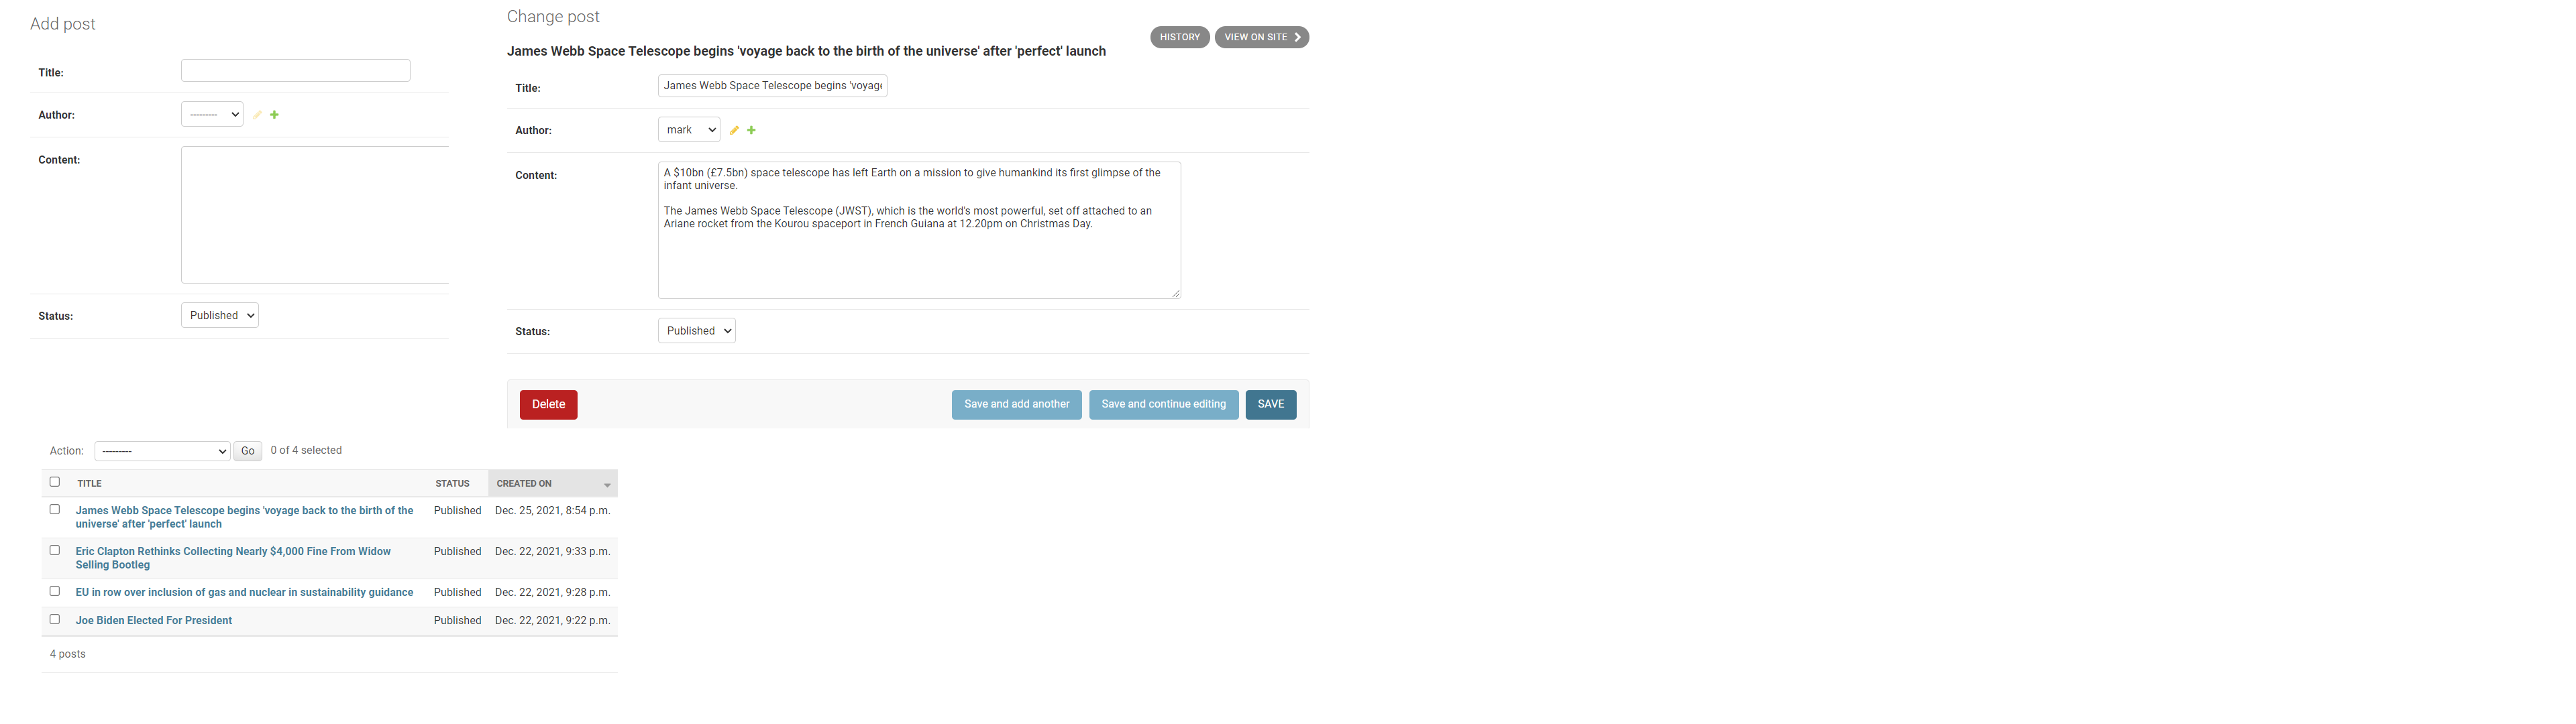 Add post
Title:
Author:
---------
Content:
Status:
Published
Change post
HISTORY
VIEW ON SITE
James Webb Space Telescope begins 'voyage back to the birth of the universe' after 'perfect' launch
Title:
James Webb Space Telescope begins 'voyage
Author:
mark
Content:
A $10bn (£7.5bn) space telescope has left Earth on a mission to give humankind its first glimpse of the
infant universe.
The James Webb Space Telescope (JWST), which is the world's most powerful, set off attached to an
Ariane rocket from the Kourou spaceport in French Guiana at 12.20pm on Christmas Day.
Status:
Published
Delete
Save and add another
Save and continue editing
SAVE
Action:
---------
Go
0 of 4 selected
TITLE STATUS CREATED ON
James Webb Space Telescope begins 'voyage back to the birth of the Published Dec. 25, 2021, 8:54 p.m.
universe' after 'perfect' launch
Eric Clapton Rethinks Collecting Nearly $4,000 Fine From Widow Published Dec. 22, 2021, 9:33 p.m.
Selling Bootleg
EU in row over inclusion of gas and nuclear in sustainability guidance Published Dec. 22, 2021, 9:28 p.m.
Joe Biden Elected For President Published Dec. 22, 2021, 9:22 p.m.
4 posts